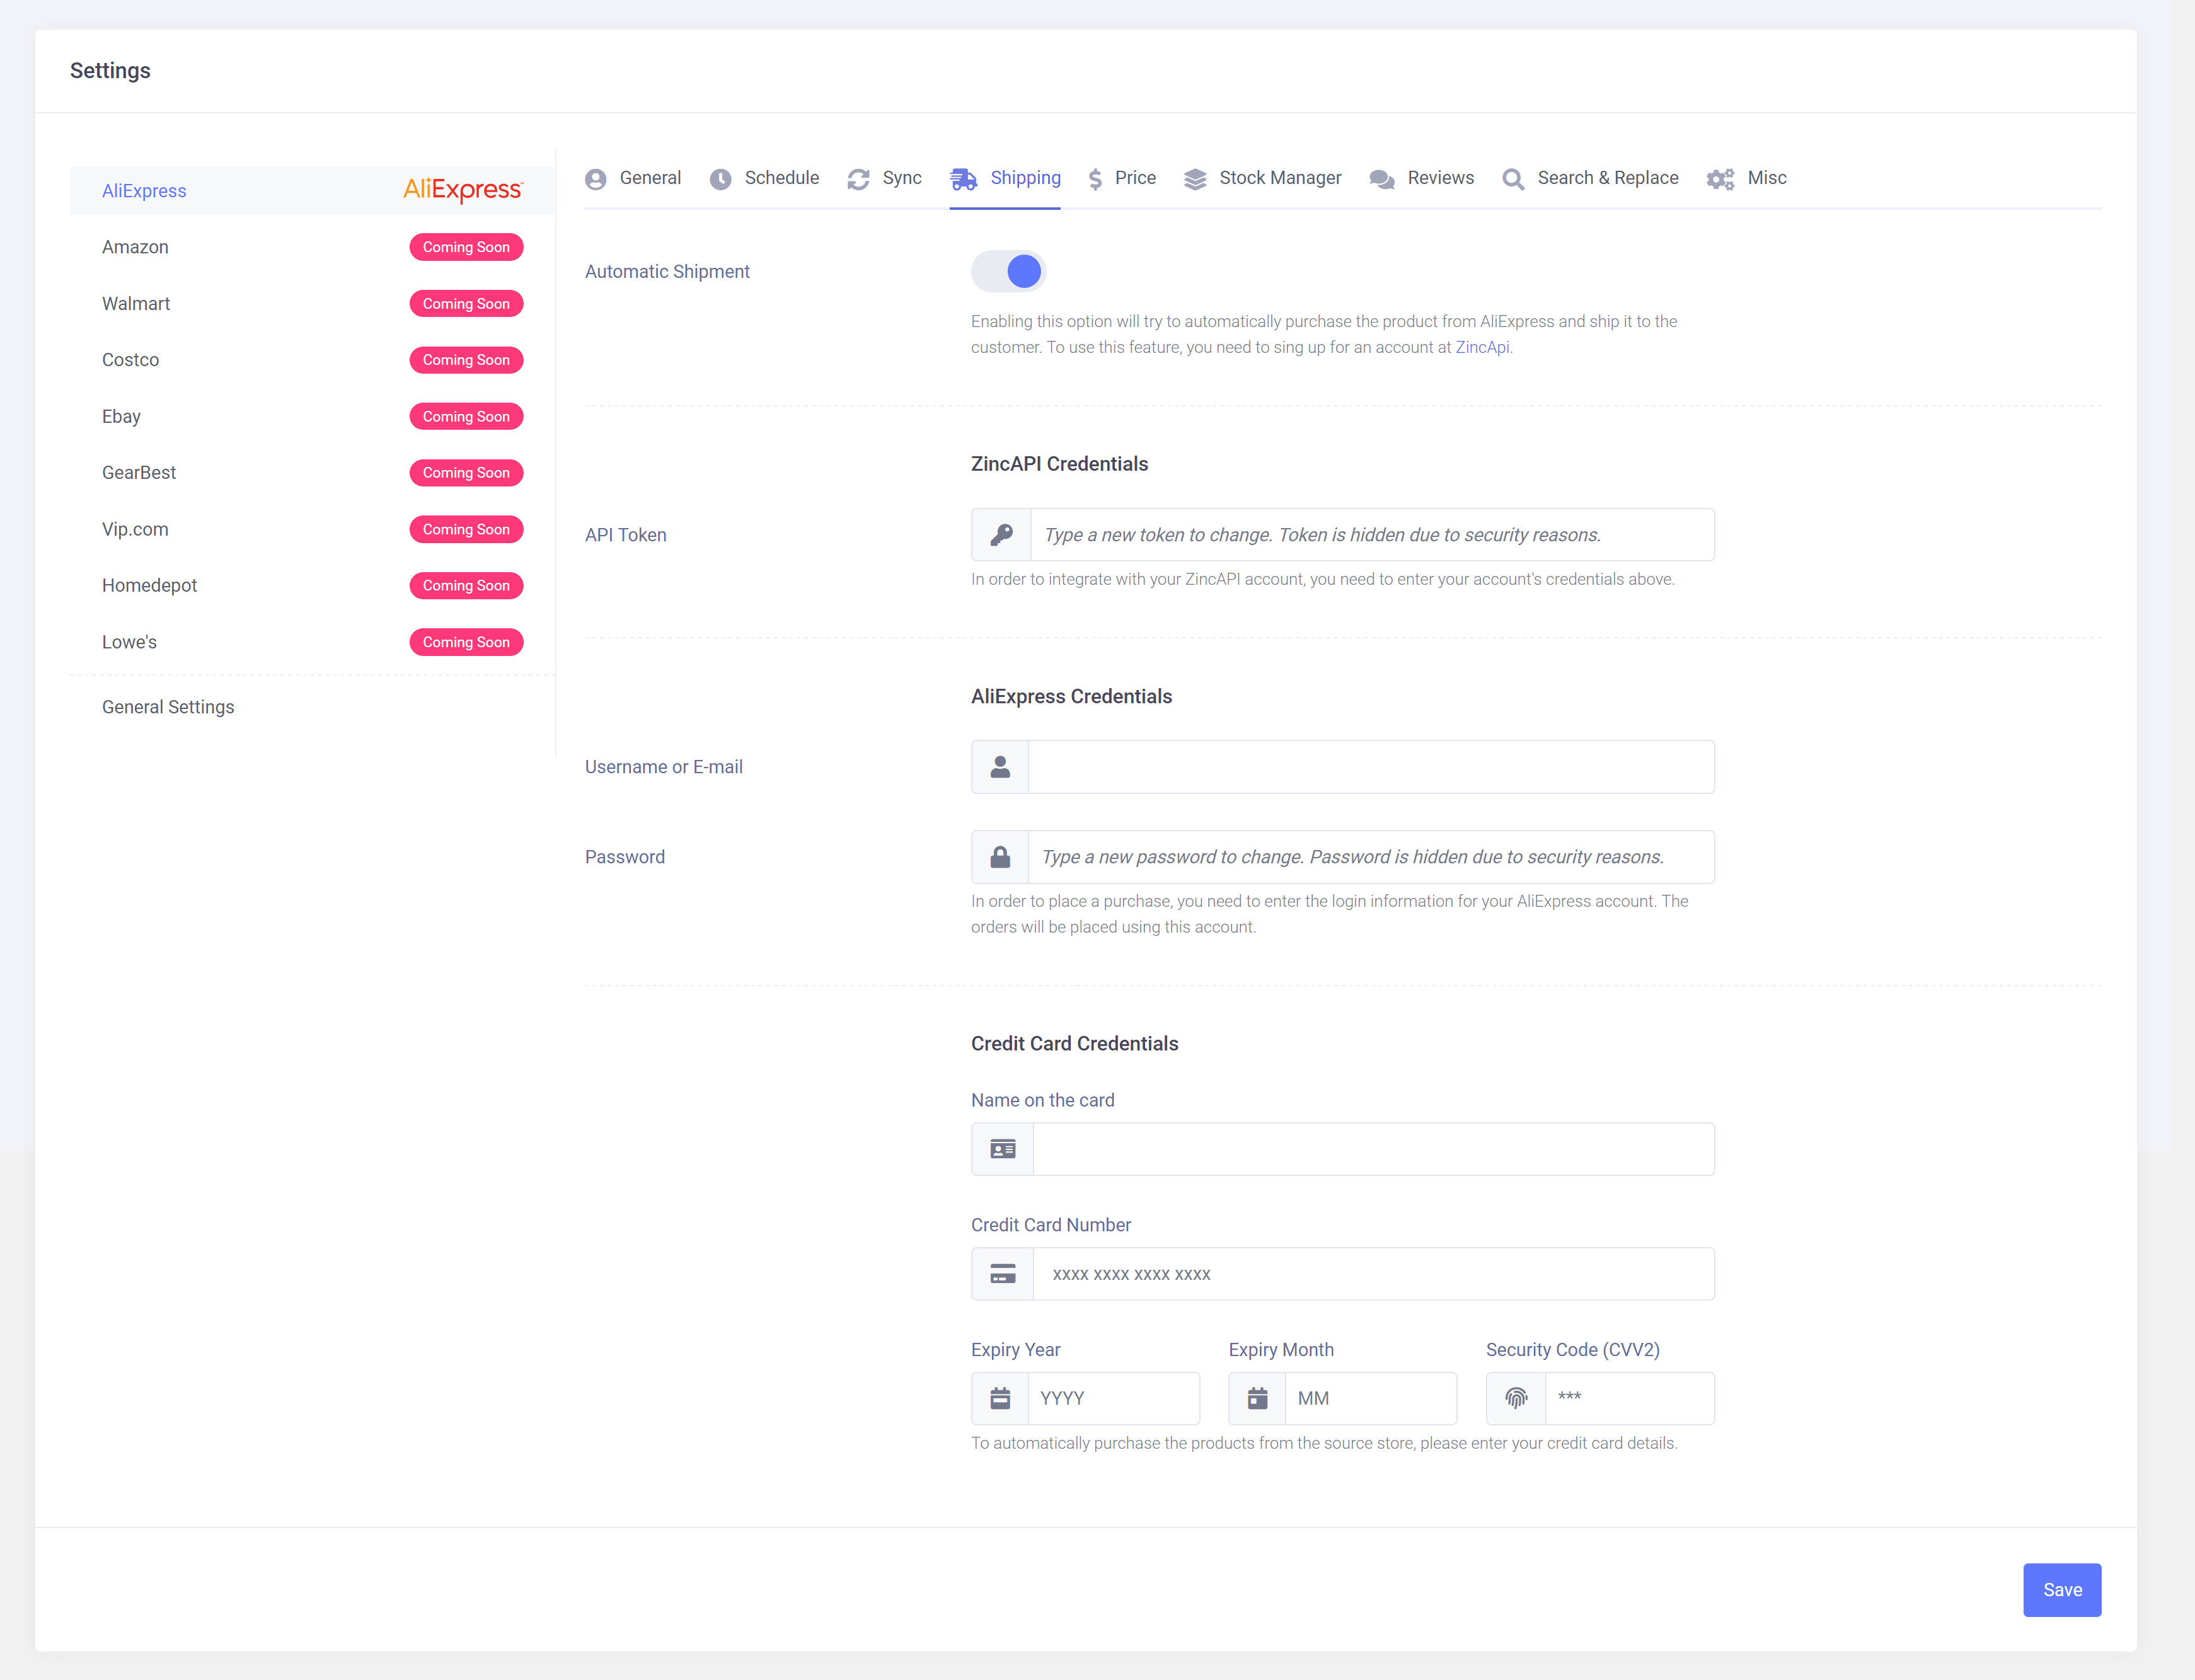 Settings
AliExpress AliExpress
Amazon Coming Soon
Walmart Coming Soon
Costco Coming Soon
Ebay Coming Soon
GearBest Coming Soon
Vip.com Coming Soon
Homedepot Coming Soon
Lowe's Coming Soon
General Settings
General Schedule Sync Shipping Price Stock Manager Reviews Search & Replace Misc
Automatic Shipment
Enabling this option will try to automatically purchase the product from AliExpress and ship it to the
customer. To use this feature, you need to sing up for an account at ZincApi.
ZincAPI Credentials
API Token
Type a new token to change. Token is hidden due to security reasons.
In order to integrate with your ZincAPI account, you need to enter your account's credentials above.
AliExpress Credentials
Username or E-mail
Password
Type a new password to change. Password is hidden due to security reasons.
In order to place a purchase, you need to enter the login information for your AliExpress account. The
orders will be placed using this account.
Credit Card Credentials
Name on the card
Credit Card Number
xxxx xxxx xxxx xxxx
Expiry Year Expiry Month Security Code (CVV2)
YYYY MM ***
To automatically purchase the products from the source store, please enter your credit card details.
Save